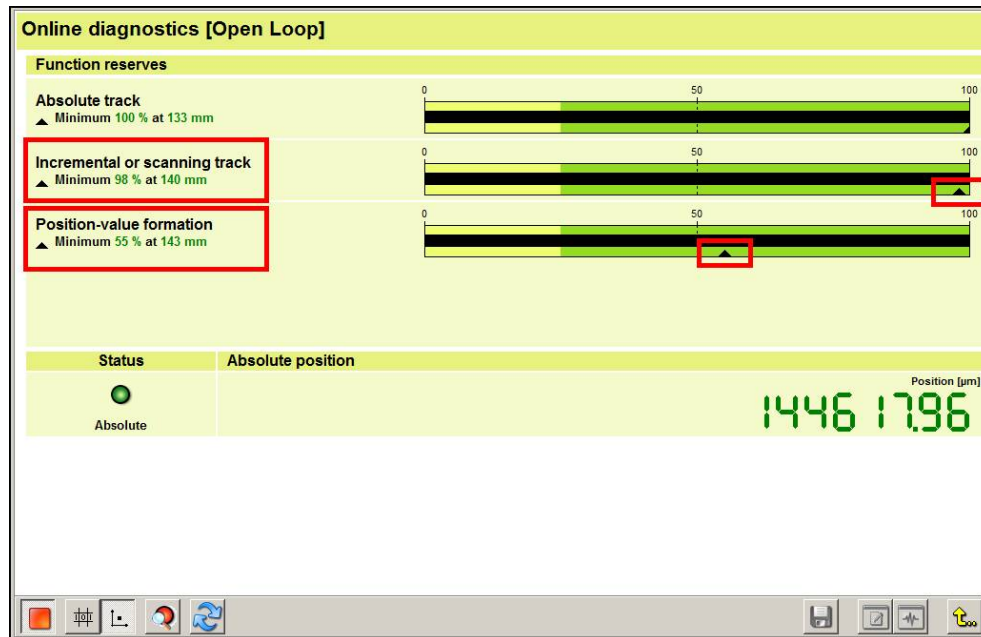 Online diagnostics [Open Loop]
Function reserves
Absolute track
Minimum 100 % at 133 mm
0 50 100
Incremental or scanning track
Minimum 98 % at 140 mm
0 50 100
Position-value formation
Minimum 55 % at 143 mm
0 50 100
Status Absolute position
Position [µm]
144617.96
Absolute